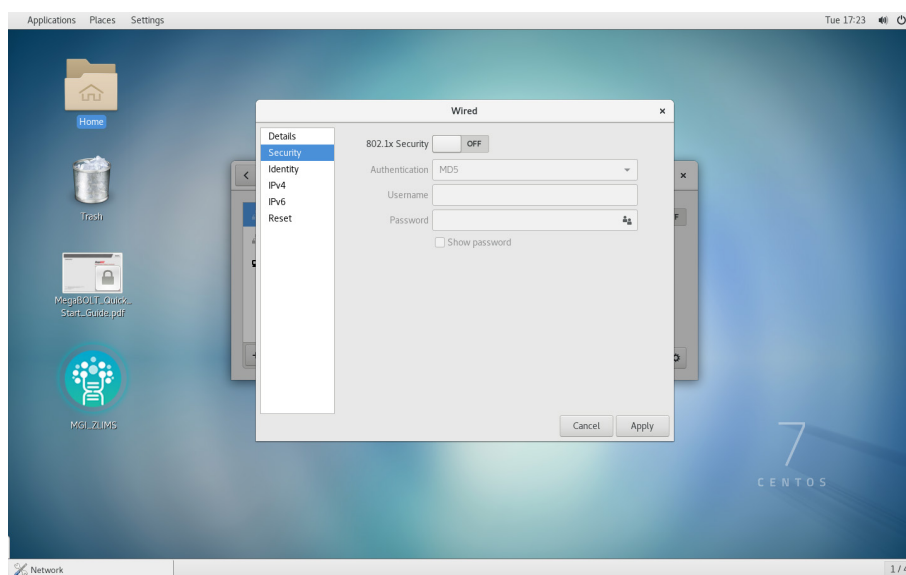 Applications Places Settings
Tue 17:23
Home
Trash
MegaBOLT_Quick_
Start_Guide.pdf
MGI_ZLIMS
Wired
Details
Security
Identity
IPv4
IPv6
Reset
802.1x Security OFF
Authentication MD5
Username
Password
Show password
Cancel Apply
7
CENTOS
Network
1 / 4